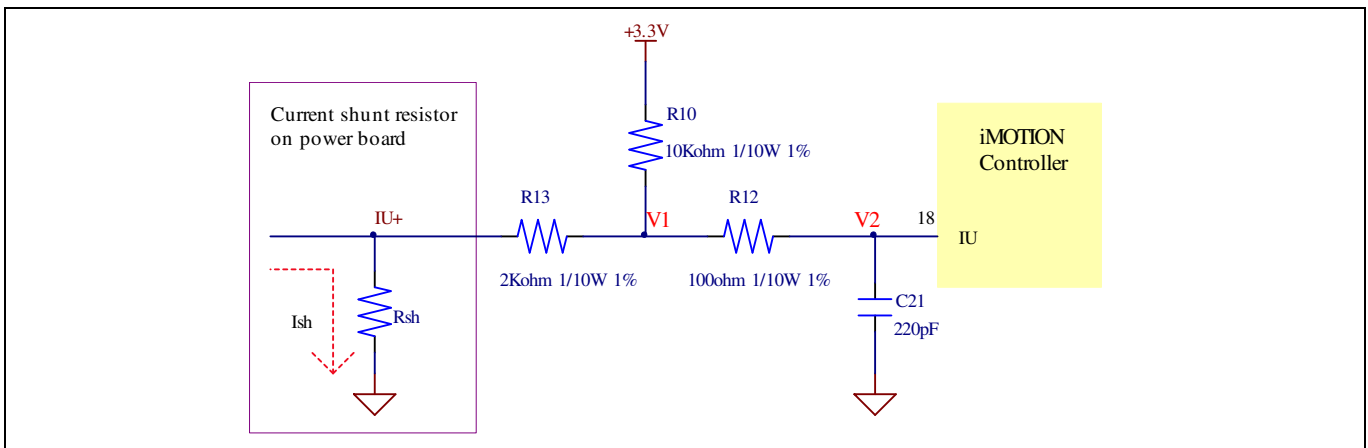 +3.3V
Current shunt resistor
on power board
R10
10Kohm 1/10W 1%
iMOTION
Controller
R13
R12
IU+
V1
V2
18
IU
2Kohm 1/10W 1%
100ohm 1/10W 1%
C21
220pF
Ish
Rsh